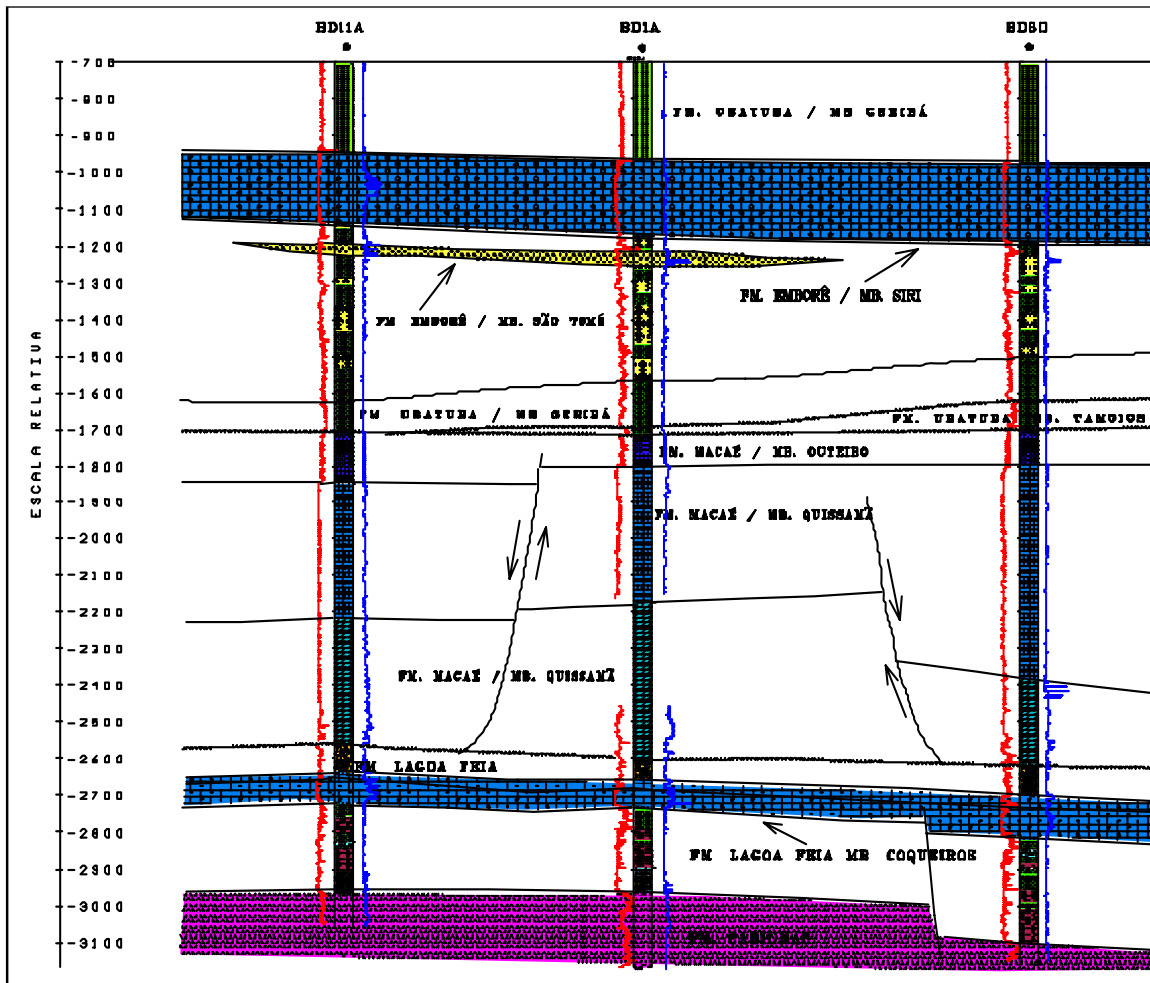 BD11A
BD1A
BD8D
-700
-800
-900
-1000
-1100
-1200
-1300
-1400
-1500
-1600
-1700
-1800
-1900
-2000
-2100
-2200
-2300
-2400
-2500
-2600
-2700
-2800
-2900
-3000
-3100
ESCALA RELATIVA
FM. UBATUBA / MB GERIBÁ
FM. EMBORÊ / MB. SIRI
FM EMBORÊ / MB. SÃO TOMÉ
FM UBATUBA / MB GERIBÁ
FM. UBATUBA / MB. TAMOIOS
FM. MACAÉ / MB. OUTEIRO
FM. MACAÉ / MB. QUISSAMÃ
FM. MACAÉ / MB. QUISSAMÃ
FM LAGOA FEIA
FM LAGOA FEIA MB COQUEIROS